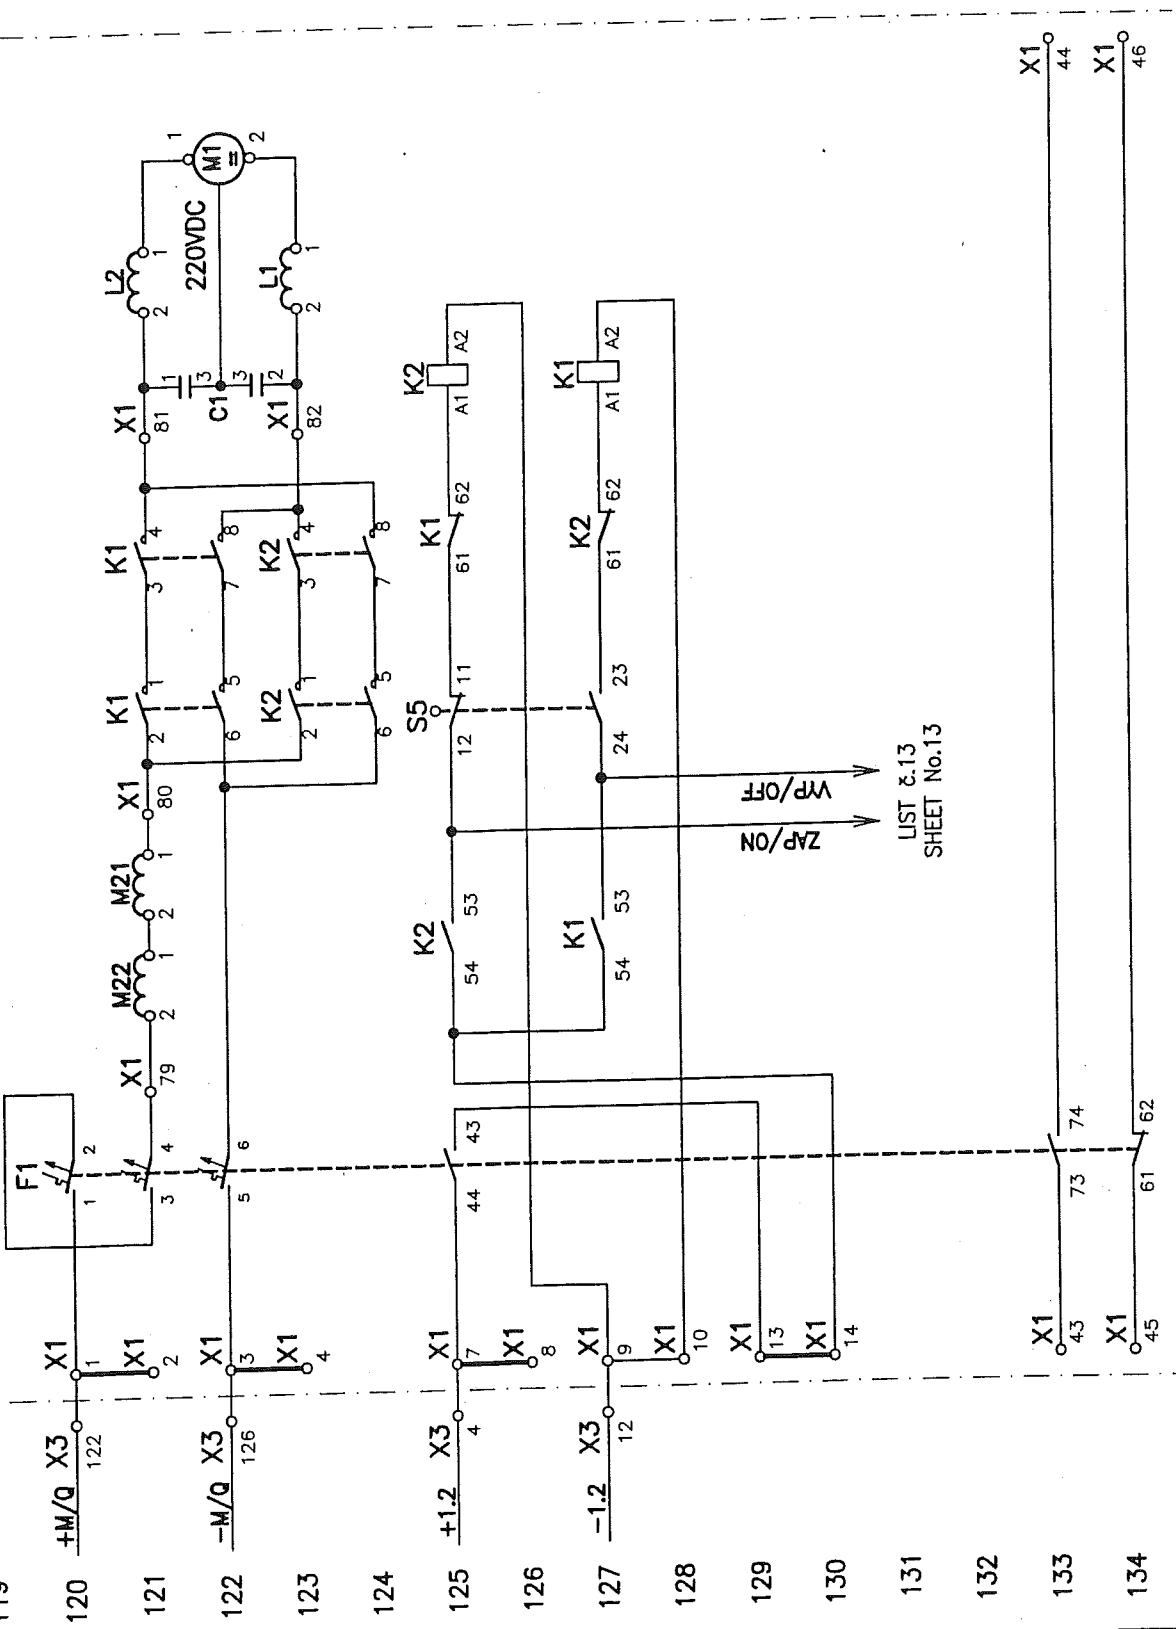 119
120
+M/Q
X3
122
X1
1
X1
2
F1
1
2
121
3
4
X1
79
M22
2
1
M21
2
1
X1
80
K1
2
1
K1
3
4
X1
81
1
3
C1
3
2
L2
2
1
220VDC
M1
=
1
2
122
-M/Q
X3
126
X1
3
X1
4
5
6
6
5
7
8
123
K2
2
1
K2
3
4
X1
82
L1
2
1
124
6
5
7
8
125
+1.2
X3
4
X1
7
X1
8
44
43
K2
54
53
S5
12
11
K1
61
62
K2
A1
A2
126
127
-1.2
X3
12
X1
9
X1
10
K1
54
53
24
23
K2
61
62
K1
A1
A2
128
ZAP/ON
VYP/OFF
LIST č.13
SHEET No.13
129
X1
13
130
X1
14
131
132
133
X1
43
73
74
X1
44
134
X1
45
61
62
X1
46